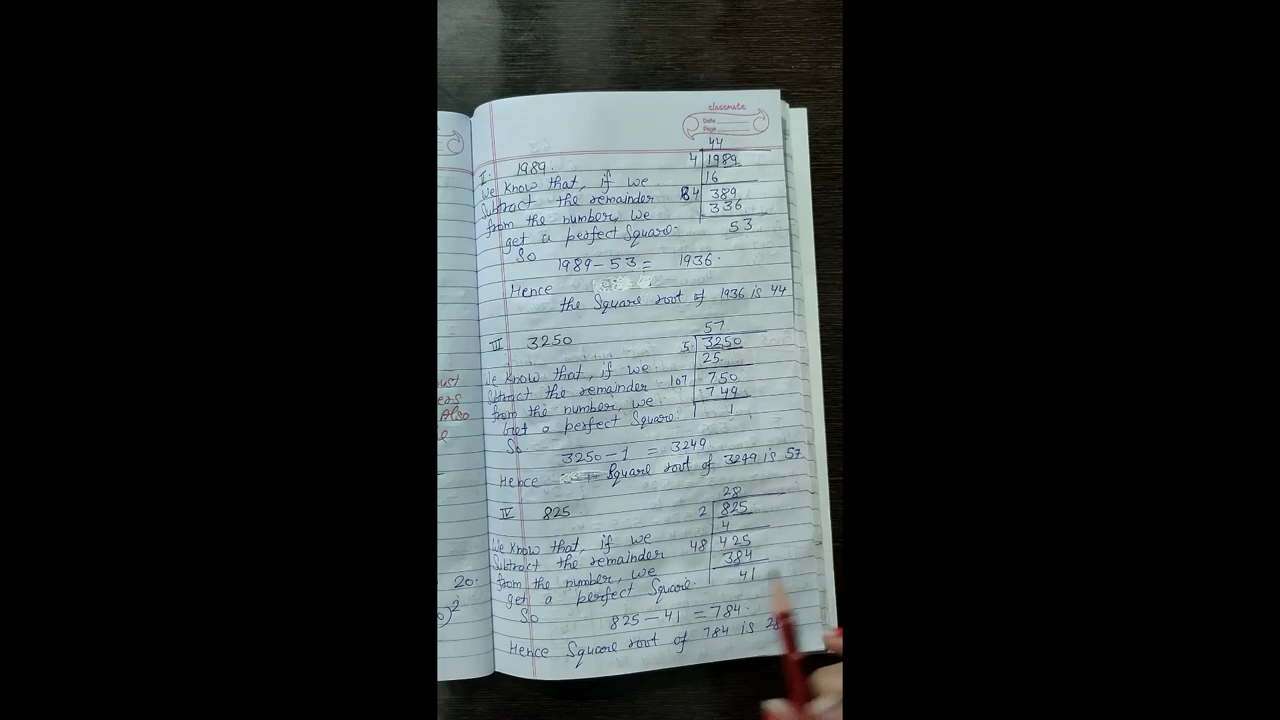 classmate
Date
Page
I. 1989
We know that, if we
Subtract the remainder
from the number, we
get a perfect Square.
So
1989 - 53 = 1936.
Hence
the Square root of 1936 is 44
44
4 1989
16
84 389
336
53
III 3250
We know that, if we
Subtract the remainder
from the number, we
get a perfect Square.
So
3250 - 1 = 3249.
Hence Square root of 3249 is 57
57
5 3250
25
107 750
749
1
IV 825
We know that, if we
Subtract the remainder
from the number, we
get a perfect Square.
So
825 - 41 = 784.
Hence Square root of 784 is 28
28
2 825
4
48 425
384
41
ust
ers
Also
20.
)²